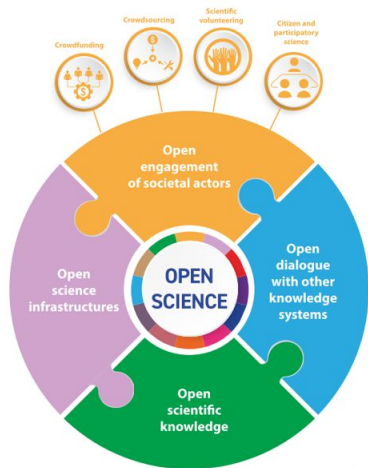 Crowdfunding
Crowdsourcing
Scientific
volunteering
Citizen and
participatory
science
Open
engagement
of societal actors
Open
science
infrastructures
OPEN
SCIENCE
Open
dialogue
with other
knowledge
systems
Open
scientific
knowledge